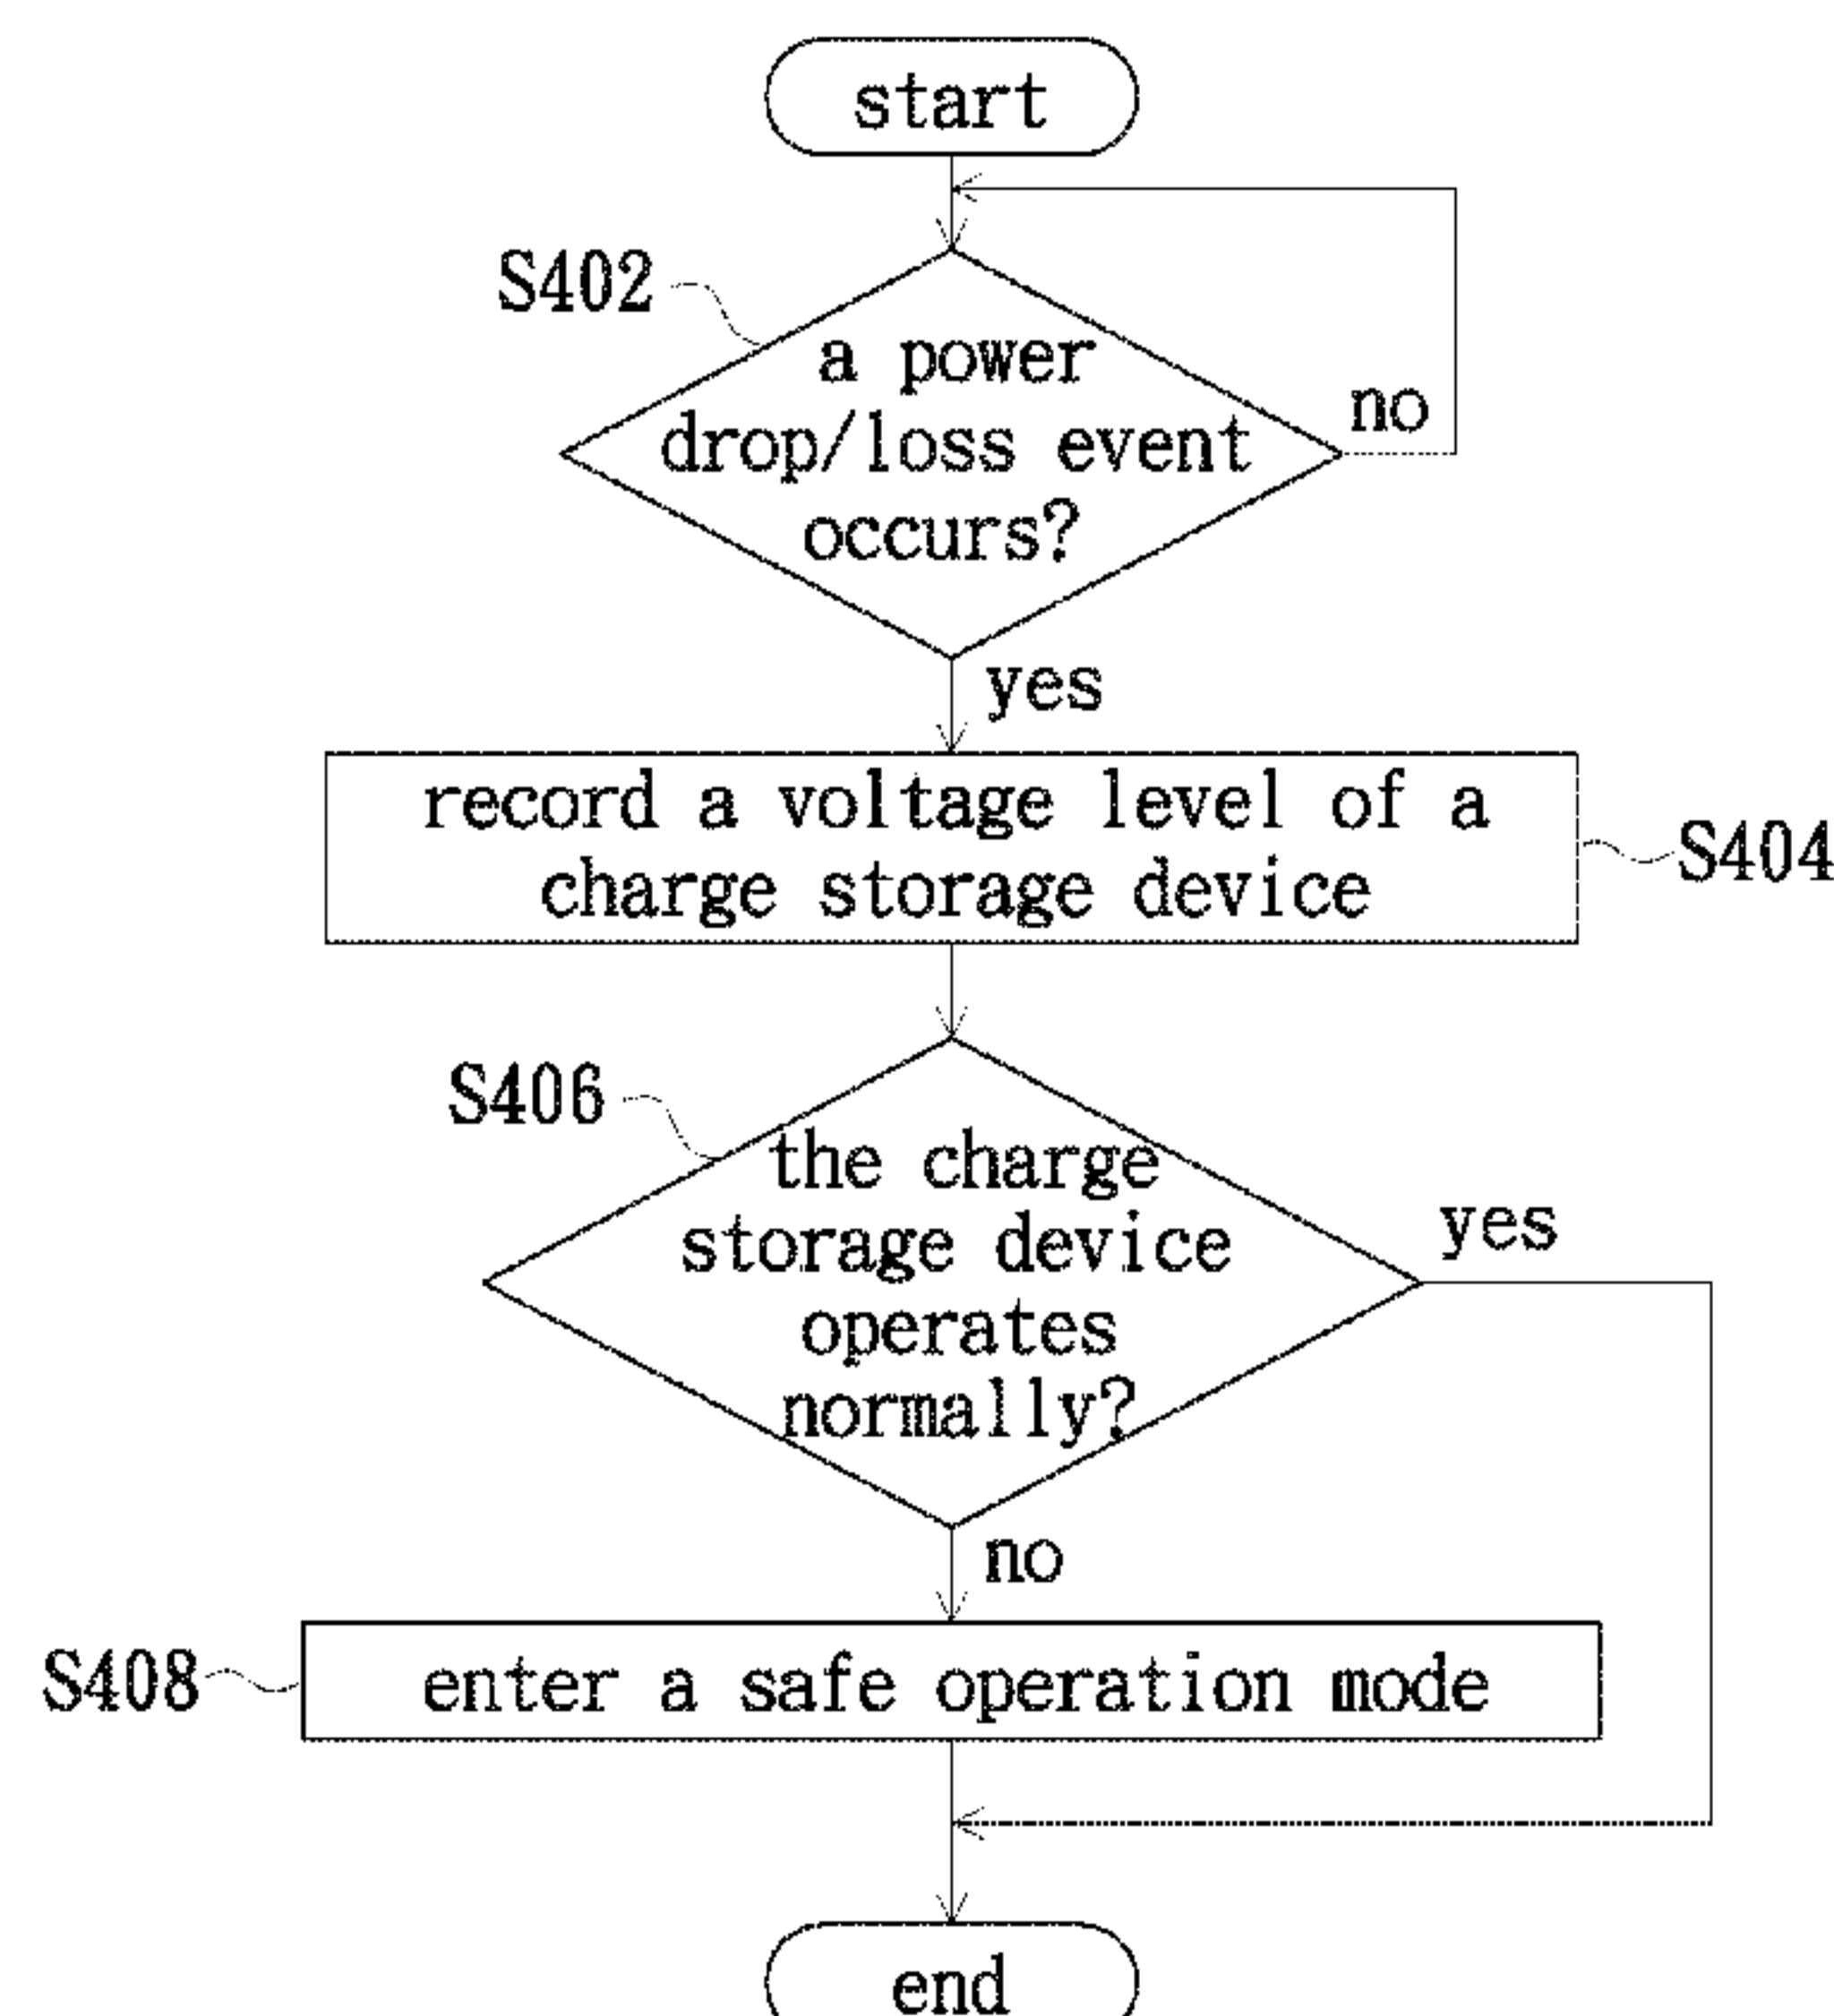 start
S402
a power
drop/loss event
occurs?
no
yes
record a voltage level of a
charge storage device
S404
S406
the charge
storage device
operates
normally?
yes
no
S408
enter a safe operation mode
end